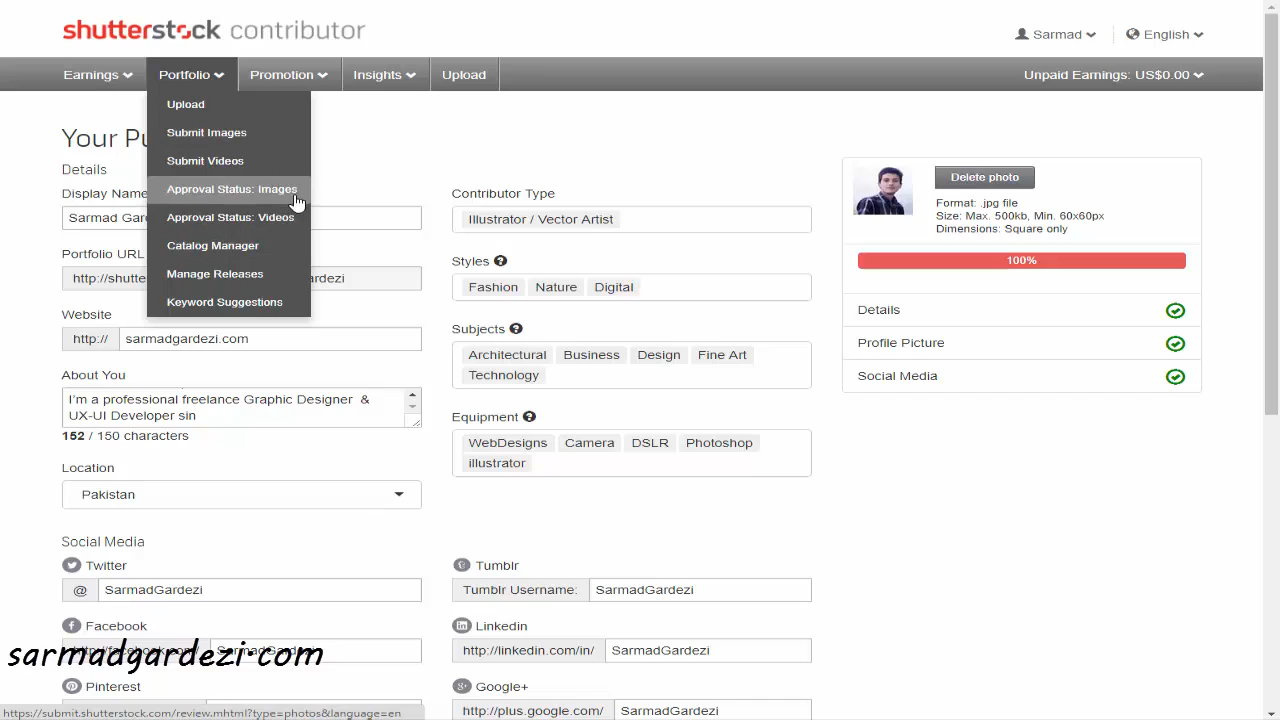 shutterstock contributor
Sarmad
English
Earnings
Portfolio
Promotion
Insights
Upload
Unpaid Earnings: US$0.00
Upload
Submit Images
Submit Videos
Approval Status: Images
Approval Status: Videos
Catalog Manager
Manage Releases
Keyword Suggestions
Your Pu
Details
Display Name
Sarmad Gar
Portfolio URL
http://shutte
rdezi
Website
http:// sarmadgardezi.com
About You
I'm a professional freelance Graphic Designer &
UX-UI Developer sin
152 / 150 characters
Location
Pakistan
Contributor Type
Illustrator / Vector Artist
Styles ?
Fashion Nature Digital
Subjects ?
Architectural Business Design Fine Art
Technology
Equipment ?
WebDesigns Camera DSLR Photoshop
illustrator
Delete photo
Format: .jpg file
Size: Max. 500kb, Min. 60x60px
Dimensions: Square only
100%
Details
Profile Picture
Social Media
Social Media
Twitter
@ SarmadGardezi
Tumblr
Tumblr Username: SarmadGardezi
Facebook
http://facebook.com/ SarmadGardezi
Linkedin
http://linkedin.com/in/ SarmadGardezi
Pinterest
Google+
http://plus.google.com/ SarmadGardezi
sarmadgardezi.com
https://submit.shutterstock.com/review.mhtml?type=photos&language=en